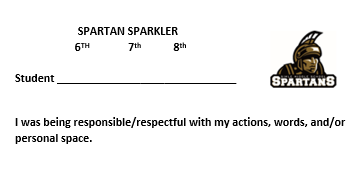 SPARTAN SPARKLER
6TH 7th 8th
Student ______________________________
SPARTANS
I was being responsible/respectful with my actions, words, and/or
personal space.